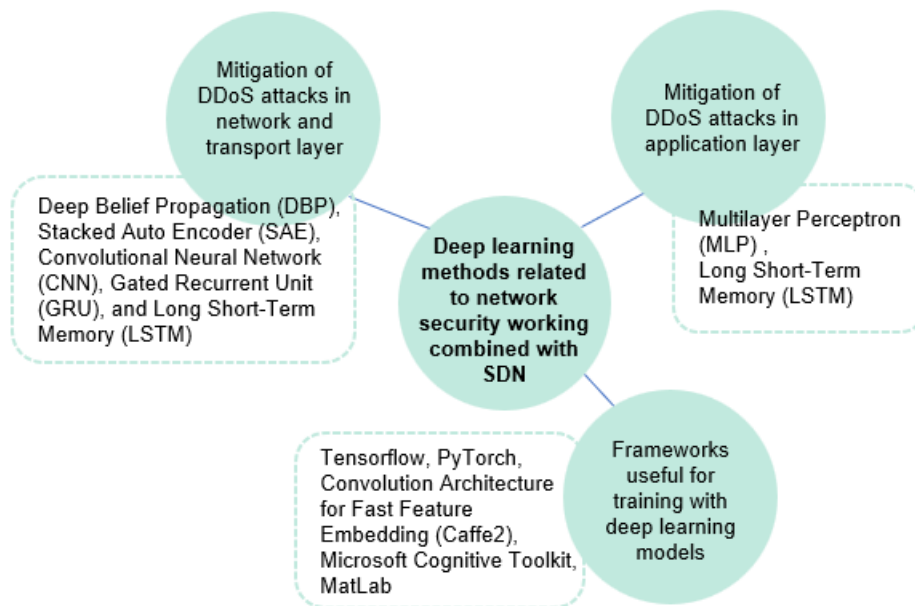 Mitigation of
DDoS attacks in
network and
transport layer
Mitigation of
DDoS attacks in
application layer
Deep Belief Propagation (DBP),
Stacked Auto Encoder (SAE),
Convolutional Neural Network
(CNN), Gated Recurrent Unit
(GRU), and Long Short-Term
Memory (LSTM)
Deep learning
methods related
to network
security working
combined with
SDN
Multilayer Perceptron
(MLP) ,
Long Short-Term
Memory (LSTM)
Tensorflow, PyTorch,
Convolution Architecture
for Fast Feature
Embedding (Caffe2),
Microsoft Cognitive Toolkit,
MatLab
Frameworks
useful for
training with
deep learning
models